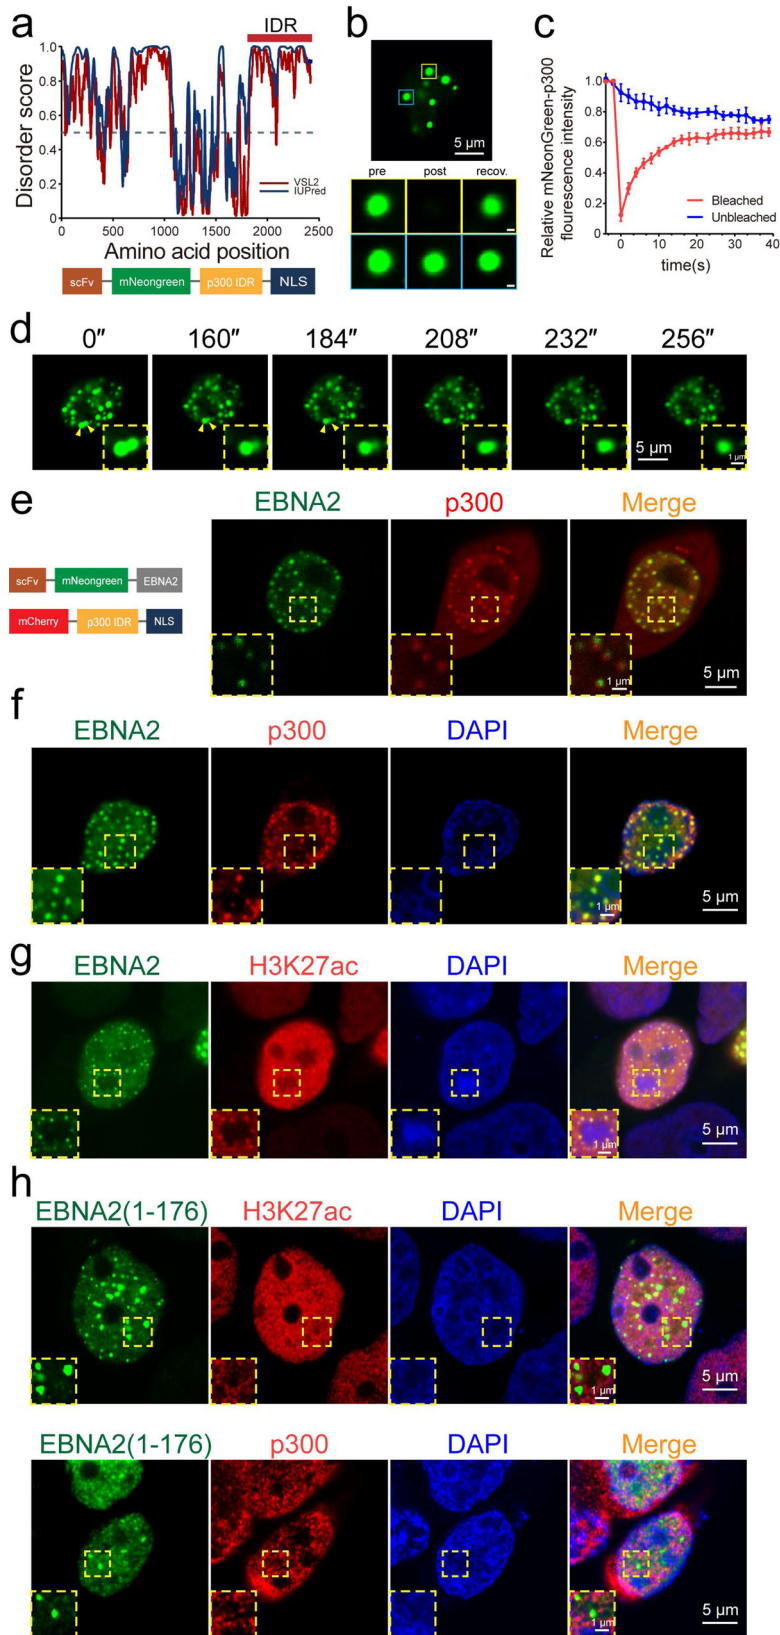 a
IDR
Disorder score
1.0
0.8
0.6
0.4
0.2
0
VSL2
IUPred
0
500
1000
1500
2000
2500
Amino acid position
scFv
mNeongreen
p300 IDR
NLS
b
5 µm
pre
post
recov.
c
Relative mNeonGreen-p300
flourescence intensity
1.0
0.8
0.6
0.4
0.2
0
Bleached
Unbleached
0
10
20
30
40
time(s)
d
0″
160″
184″
208″
232″
256″
5 µm
1 µm
e
EBNA2
p300
Merge
scFv
mNeongreen
EBNA2
mCherry
p300 IDR
NLS
1 µm
5 µm
f
EBNA2
p300
DAPI
Merge
1 µm
5 µm
g
EBNA2
H3K27ac
DAPI
Merge
1 µm
5 µm
h
EBNA2(1-176)
H3K27ac
DAPI
Merge
1 µm
5 µm
EBNA2(1-176)
p300
DAPI
Merge
1 µm
5 µm